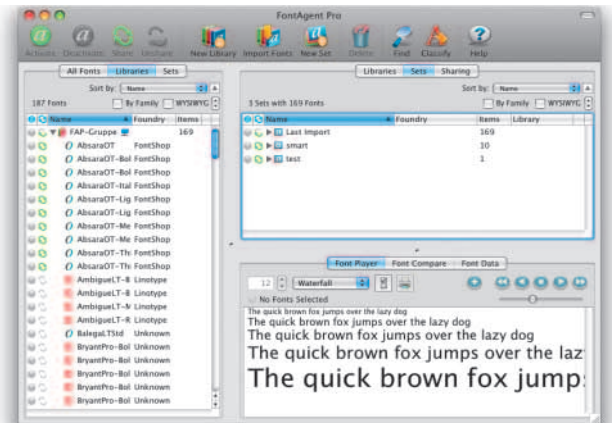 FontAgent Pro
Activate Deactivate Share Unshare New Library Import Fonts New Set Delete Find Classify Help
All Fonts Libraries Sets
Sort by: Name
187 Fonts By Family WYSIWYG
Name Foundry Items
FAP-Gruppe 169
AbsaraOT FontShop
AbsaraOT-Bol FontShop
AbsaraOT-Bol FontShop
AbsaraOT-Ital FontShop
AbsaraOT-Lig FontShop
AbsaraOT-Lig FontShop
AbsaraOT-Me FontShop
AbsaraOT-Me FontShop
AbsaraOT-Th FontShop
AbsaraOT-Th FontShop
AmbigueLT-B Linotype
AmbigueLT-B Linotype
AmbigueLT-N Linotype
AmbigueLT-R Linotype
BalegaLTStd Unknown
BryantPro-Bol Unknown
BryantPro-Bol Unknown
BryantPro-Bol Unknown
BryantPro-Bol Unknown
Libraries Sets Sharing
Sort by: Name
3 Sets with 169 Fonts By Family WYSIWYG
Name Foundry Items Library
Last Import 169
smart 10
test 1
Font Player Font Compare Font Data
12 Waterfall
No Fonts Selected
The quick brown fox jumps over the lazy dog
The quick brown fox jumps over the lazy dog
The quick brown fox jumps over the lazy dog
The quick brown fox jumps over the laz
The quick brown fox jump